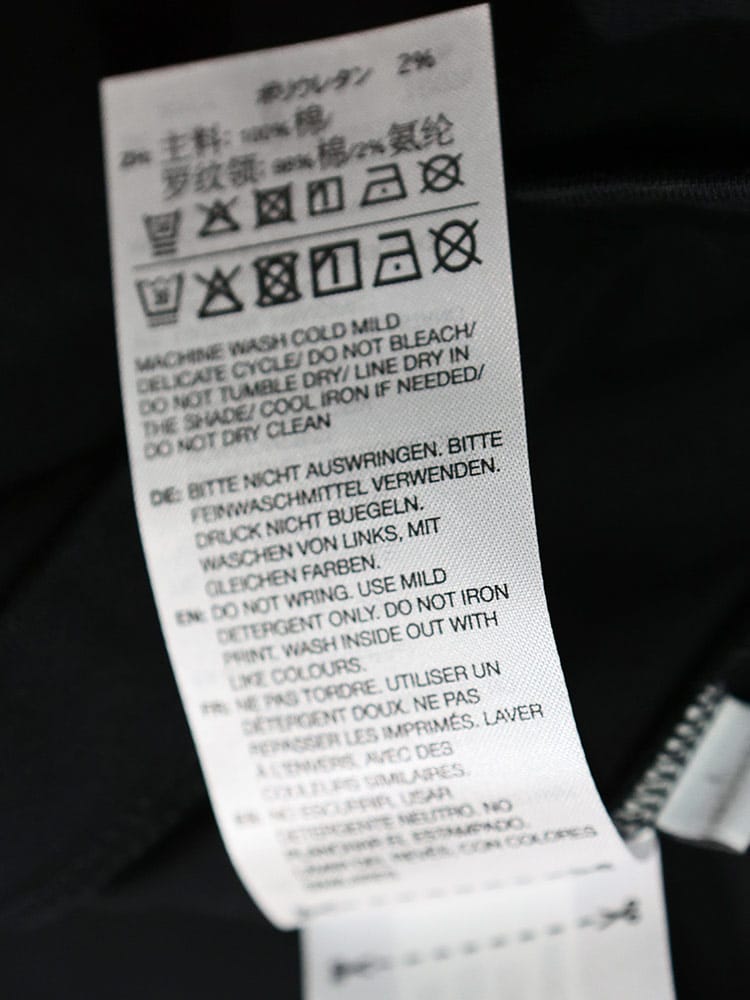 ポリウレタン 2%
主料: 100% 棉/
罗纹领: 98% 棉/2% 氨纶
MACHINE WASH COLD MILD
DELICATE CYCLE/ DO NOT BLEACH/
DO NOT TUMBLE DRY/ LINE DRY IN
THE SHADE/ COOL IRON IF NEEDED/
DO NOT DRY CLEAN
DE: BITTE NICHT AUSWRINGEN. BITTE
FEINWASCHMITTEL VERWENDEN.
DRUCK NICHT BUEGELN.
WASCHEN VON LINKS, MIT
GLEICHEN FARBEN.
EN: DO NOT WRING. USE MILD
DETERGENT ONLY. DO NOT IRON
PRINT. WASH INSIDE OUT WITH
LIKE COLOURS.
FR: NE PAS TORDRE. UTILISER UN
DÉTERGENT DOUX. NE PAS
REPASSER LES IMPRIMÉS. LAVER
À L'ENVERS, AVEC DES
COULEURS SIMILAIRES.
ES: NO ESCURRIR. USAR
DETERGENTE NEUTRO. NO
PLANCHAR EL ESTAMPADO.
LAVAR DEL REVÉS, CON COLORES